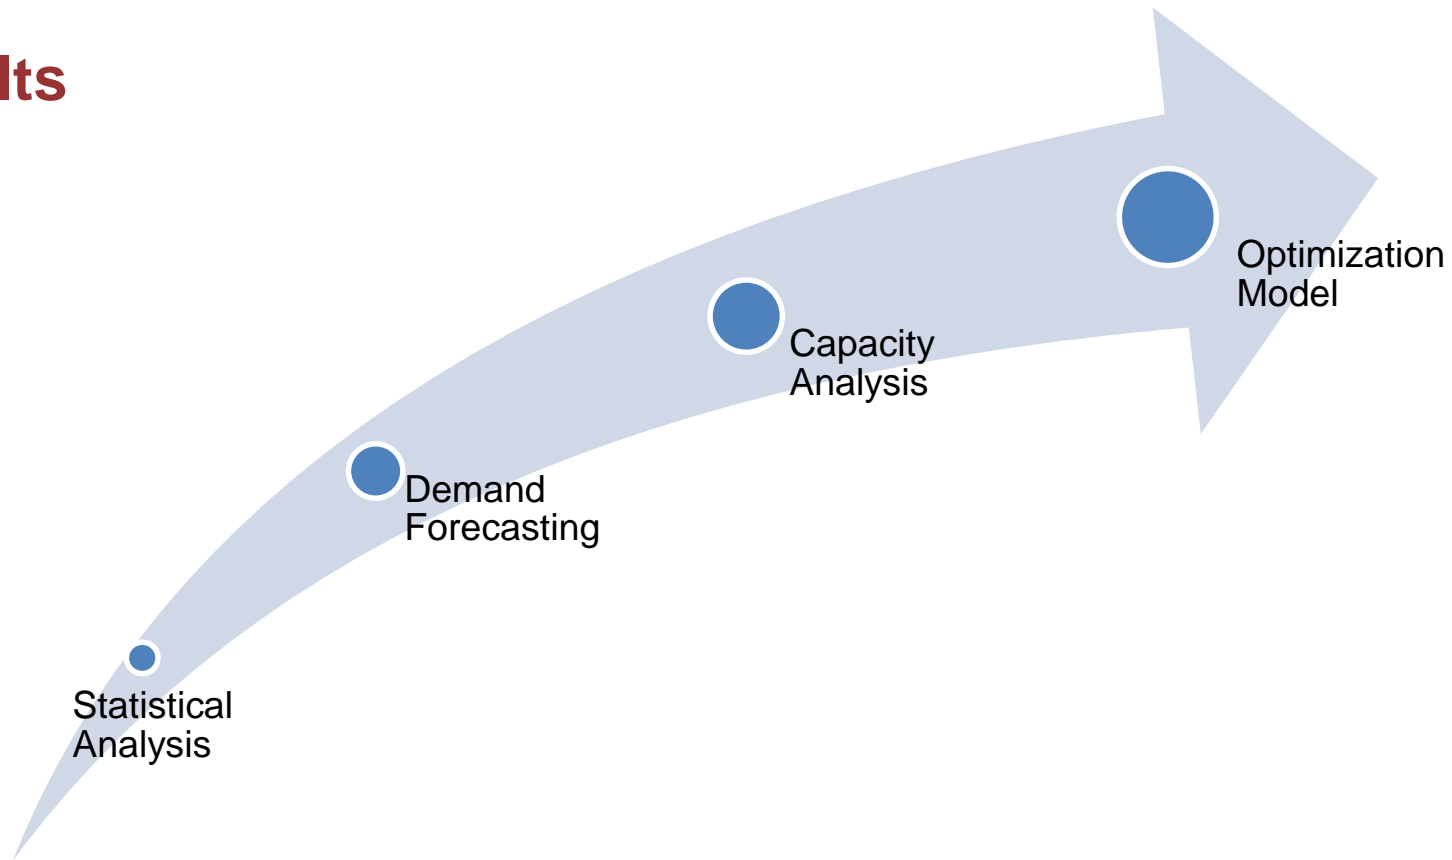 lts
Optimization
Model
Capacity
Analysis
Demand
Forecasting
Statistical
Analysis